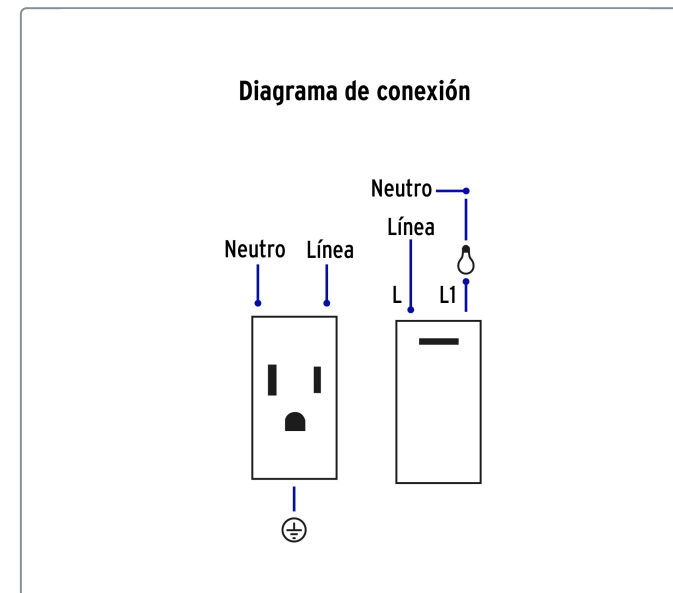 Diagrama de conexión
Neutro
Línea
Neutro Línea
L L1